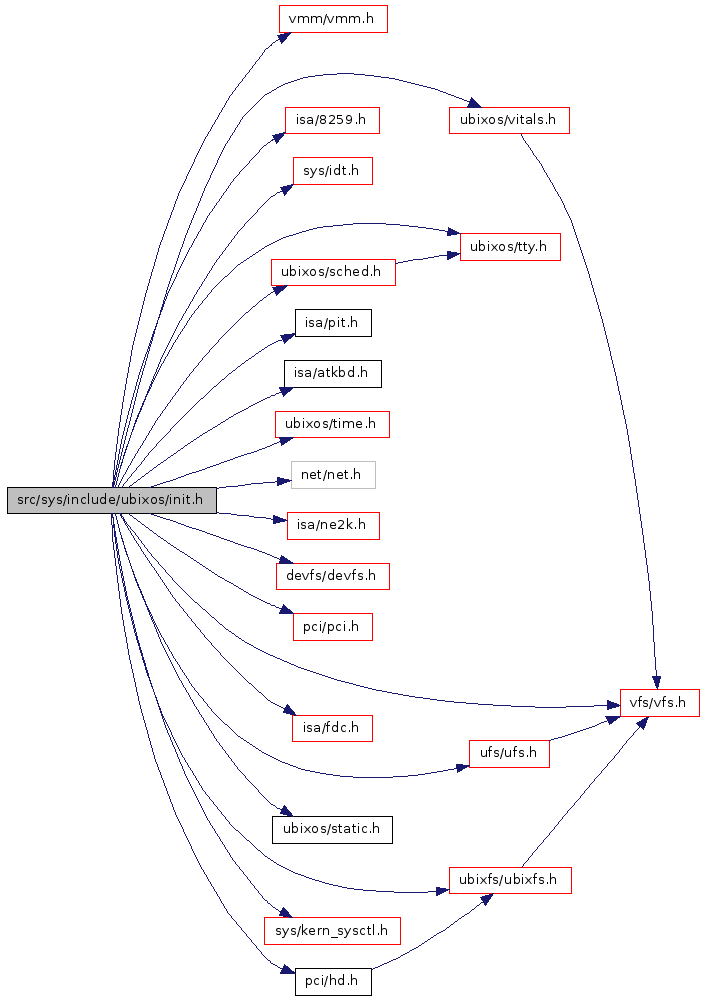 vmm/vmm.h
isa/8259.h
ubixos/vitals.h
sys/idt.h
ubixos/tty.h
ubixos/sched.h
isa/pit.h
isa/atkbd.h
ubixos/time.h
net/net.h
src/sys/include/ubixos/init.h
isa/ne2k.h
devfs/devfs.h
pci/pci.h
vfs/vfs.h
isa/fdc.h
ufs/ufs.h
ubixos/static.h
ubixfs/ubixfs.h
sys/kern_sysctl.h
pci/hd.h